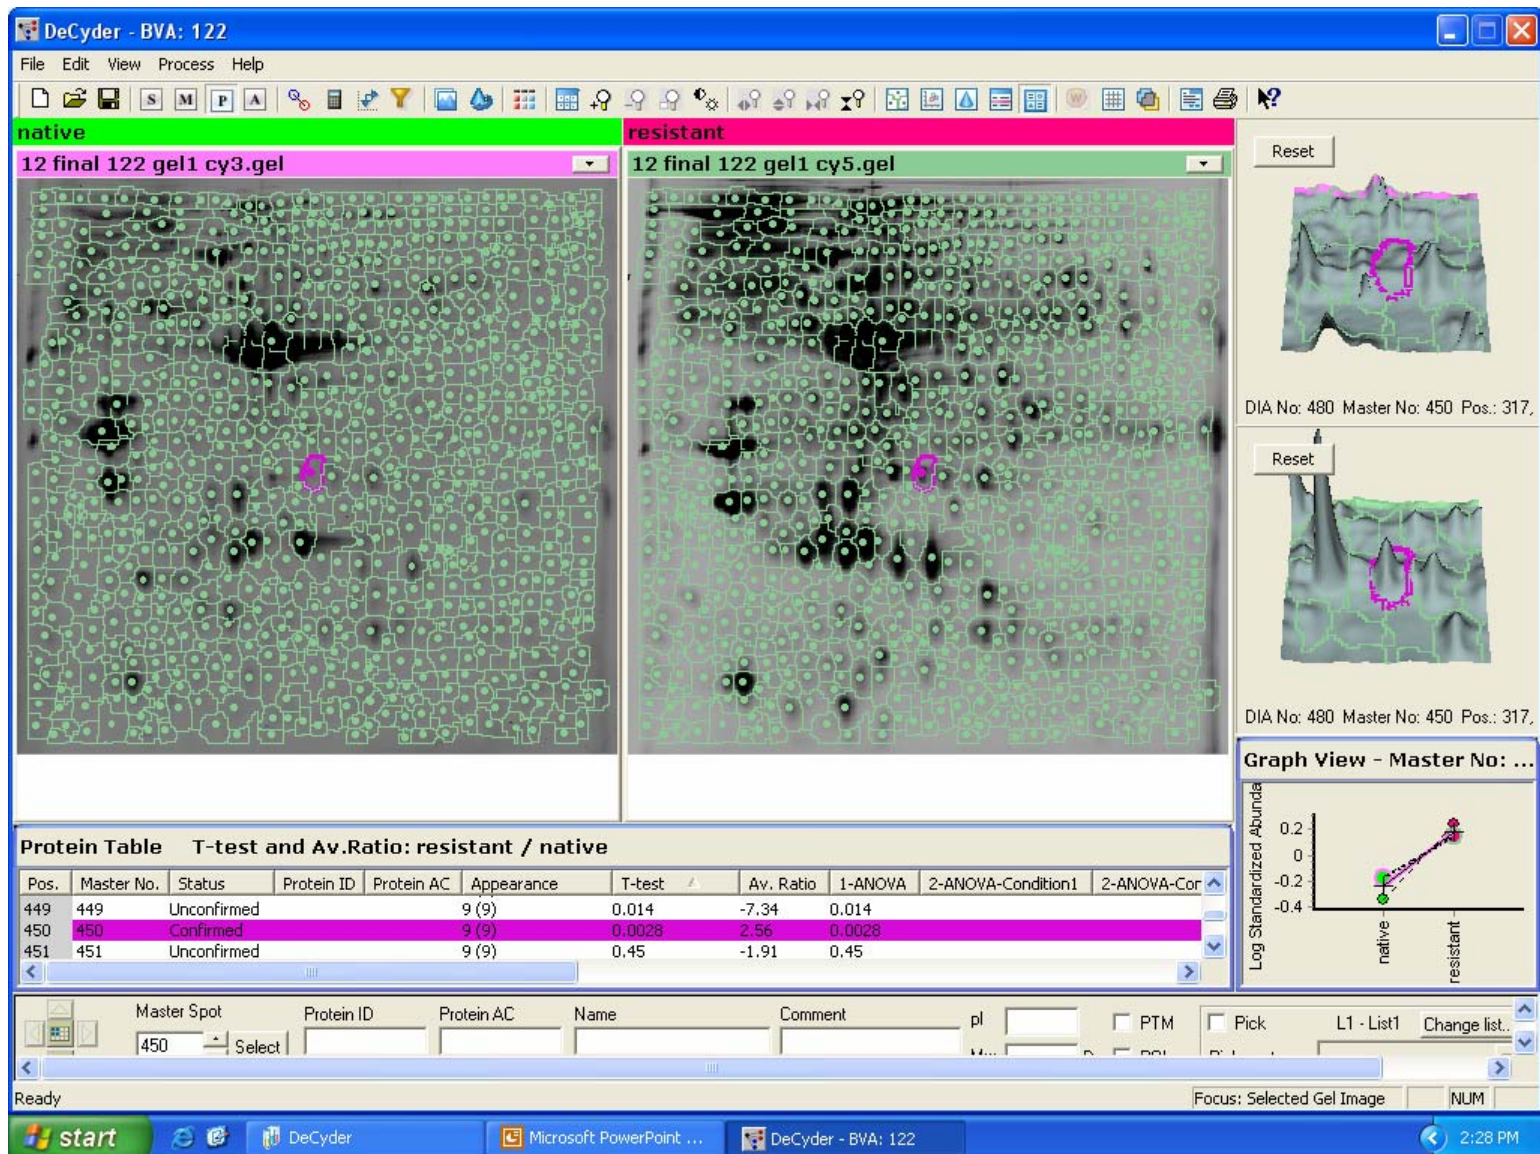 DeCyder - BVA: 122
File Edit View Process Help
S M P A
native
resistant
12 final 122 gel1 cy3.gel
12 final 122 gel1 cy5.gel
Reset
DIA No: 480 Master No: 450 Pos.: 317,
Reset
DIA No: 480 Master No: 450 Pos.: 317,
Graph View - Master No: ...
Log Standardized Abunda
0.2
0
-0.2
-0.4
native
resistant
Protein Table T-test and Av.Ratio: resistant / native
Pos. Master No. Status Protein ID Protein AC Appearance T-test Av. Ratio 1-ANOVA 2-ANOVA-Condition1 2-ANOVA-Cor
449 449 Unconfirmed 9 (9) 0.014 -7.34 0.014
450 450 Confirmed 9 (9) 0.0028 2.56 0.0028
451 451 Unconfirmed 9 (9) 0.45 -1.91 0.45
Master Spot Protein ID Protein AC Name Comment pI PTM Pick L1 - List1 Change list..
450 Select
Ready
Focus: Selected Gel Image NUM
start DeCyder Microsoft PowerPoint ... DeCyder - BVA: 122 2:28 PM